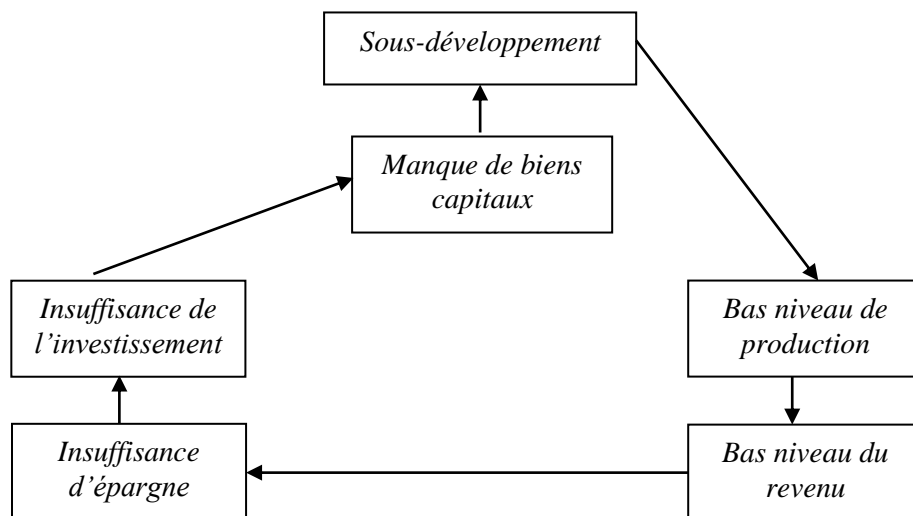 Sous-développement
Manque de biens
capitaux
Insuffisance de
l’investissement
Bas niveau de
production
Insuffisance
d’épargne
Bas niveau du
revenu